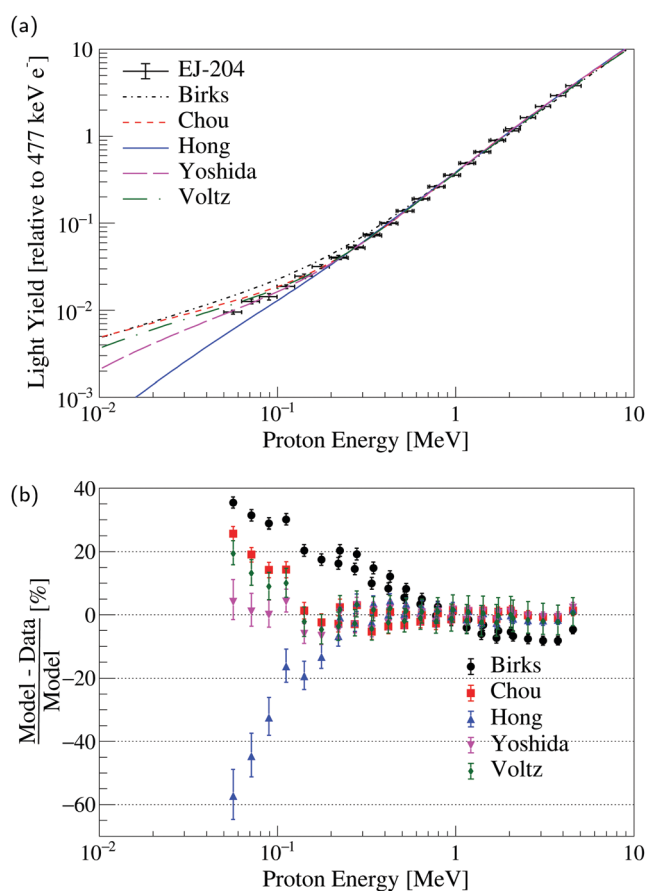 (a)
Light Yield [relative to 477 keV e⁻]
10
1
10⁻¹
10⁻²
10⁻³
EJ-204
Birks
Chou
Hong
Yoshida
Voltz
10⁻² 10⁻¹ 1 10
Proton Energy [MeV]
(b)
Model - Data
Model
[%]
40
20
0
−20
−40
−60
Birks
Chou
Hong
Yoshida
Voltz
10⁻² 10⁻¹ 1 10
Proton Energy [MeV]